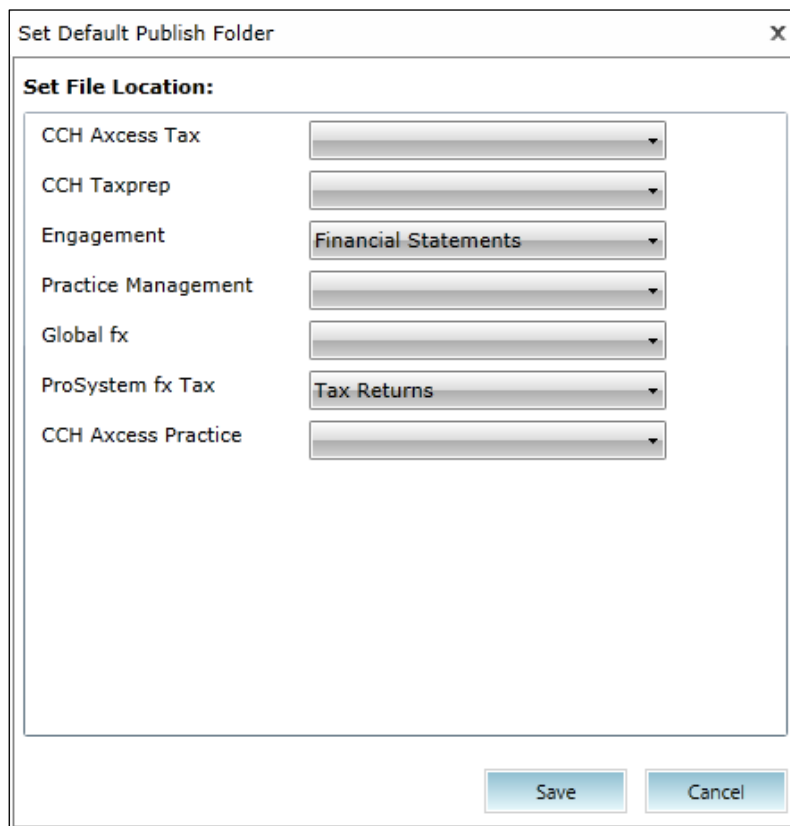 Set Default Publish Folder X
Set File Location:
CCH Axcess Tax
CCH Taxprep
Engagement Financial Statements
Practice Management
Global fx
ProSystem fx Tax Tax Returns
CCH Axcess Practice
Save Cancel